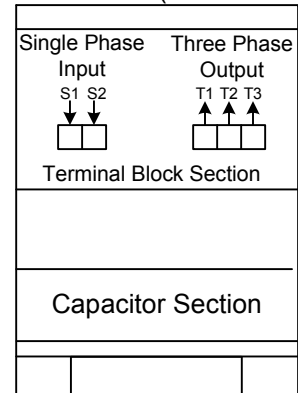 Single Phase Input
S1 S2
Three Phase Output
T1 T2 T3
Terminal Block Section
Capacitor Section